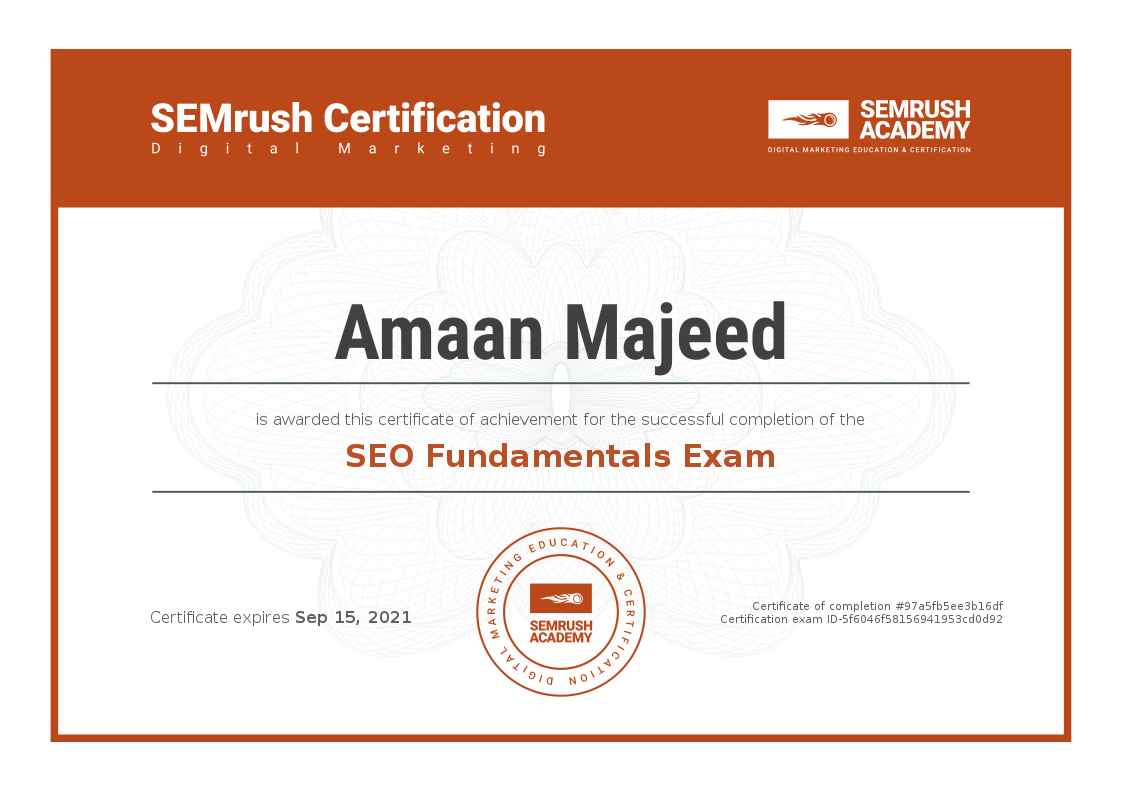 SEMrush Certification
Digital Marketing
SEMRUSH
ACADEMY
DIGITAL MARKETING EDUCATION & CERTIFICATION
Amaan Majeed
is awarded this certificate of achievement for the successful completion of the
SEO Fundamentals Exam
Certificate expires Sep 15, 2021
DIGITAL MARKETING EDUCATION & CERTIFICATION
SEMRUSH
ACADEMY
Certificate of completion #97a5fb5ee3b16df
Certification exam ID-5f6046f58156941953cd0d92